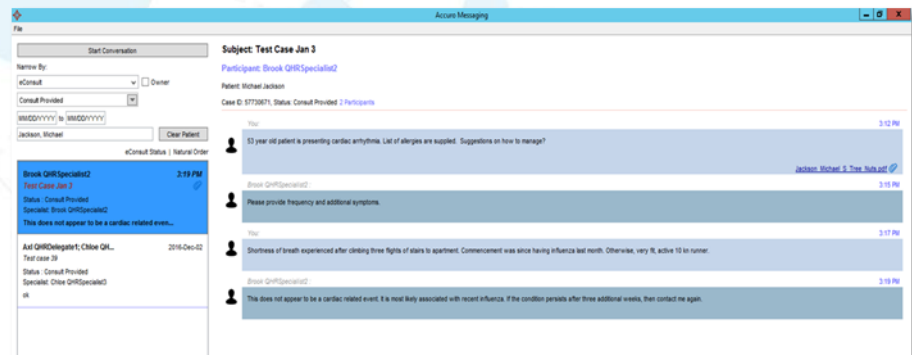 Accuro Messaging
File
Start Conversation
Narrow By:
eConsult
Owner
Consult Provided
MM/DD/YYYY to MM/DD/YYYY
Jackson, Michael
Clear Patient
eConsult Status | Natural Order
Brook QHRSpecialist2 3:19 PM
Test Case Jan 3
Status : Consult Provided
Specialist: Brook QHRSpecialist2
This does not appear to be a cardiac related even...
Axl QHRDelegate1; Chloe QH... 2016-Dec-02
Test case 39
Status : Consult Provided
Specialist: Chloe QHRSpecialist3
ok
Subject: Test Case Jan 3
Participant: Brook QHRSpecialist2
Patient: Michael Jackson
Case ID: 57730671, Status: Consult Provided 2 Participants
You: 3:12 PM
53 year old patient is presenting cardiac arrhythmia. List of allergies are supplied. Suggestions on how to manage?
Jackson_Michael_S_Tree_Nuts.pdf
Brook QHRSpecialist2 : 3:15 PM
Please provide frequency and additional symptoms.
You: 3:17 PM
Shortness of breath experienced after climbing three flights of stairs to apartment. Commencement was since having influenza last month. Otherwise, very fit, active 10 km runner.
Brook QHRSpecialist2 : 3:19 PM
This does not appear to be a cardiac related event. It is most likely associated with recent influenza. If the condition persists after three additional weeks, then contact me again.